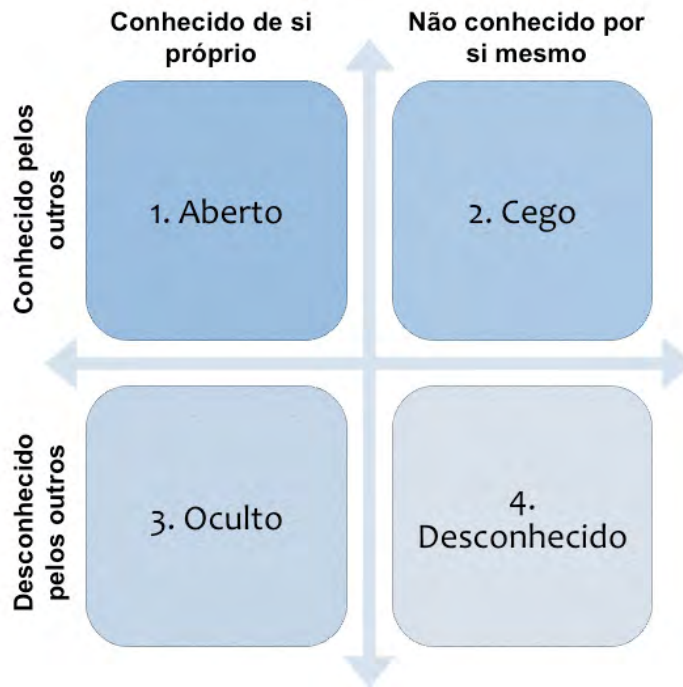 Conhecido de si
próprio
Não conhecido por
si mesmo
Conhecido pelos
outros
1. Aberto
2. Cego
Desconhecido
pelos outros
3. Oculto
4.
Desconhecido